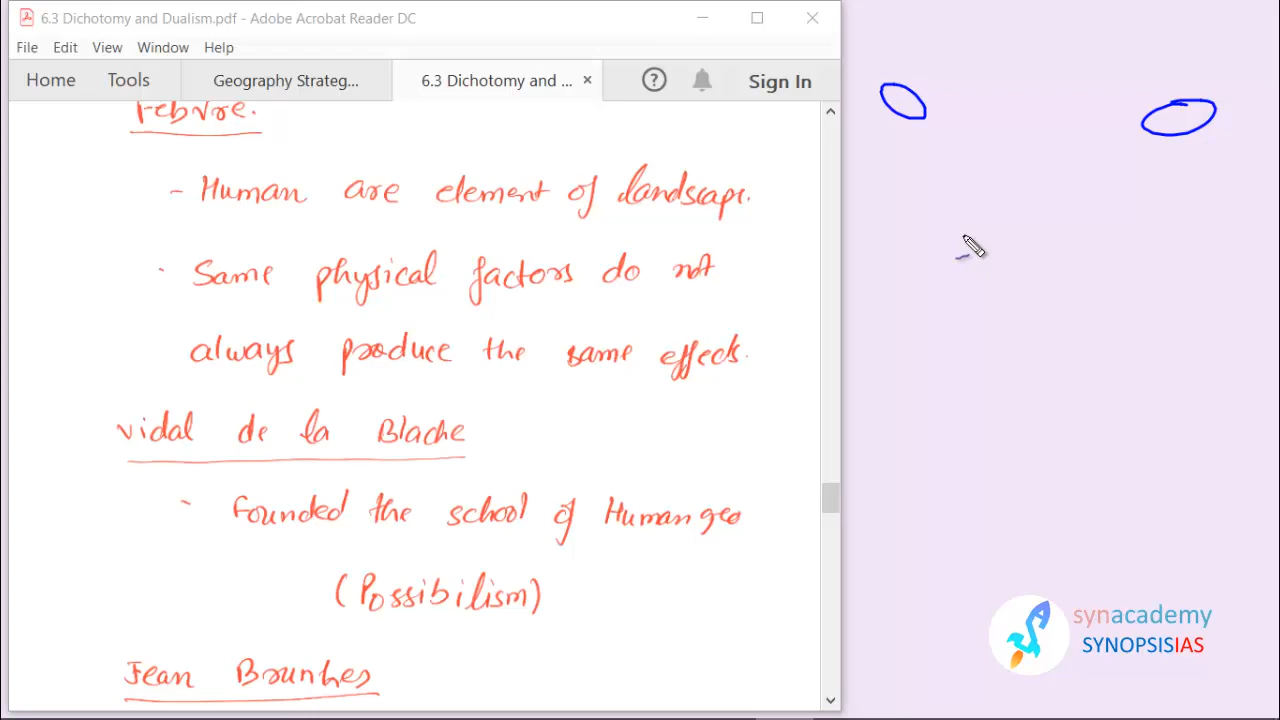 6.3 Dichotomy and Dualism.pdf - Adobe Acrobat Reader DC
File Edit View Window Help
Home Tools Geography Strateg... 6.3 Dichotomy and ... × ? Sign In
Febvre.
- Human are element of landscape.
· Same physical factors do not
always produce the same effects.
Vidal de la Blache
- Founded the school of Human geo
(Possibilism)
Jean Brunhes
synacademy
SYNOPSISIAS